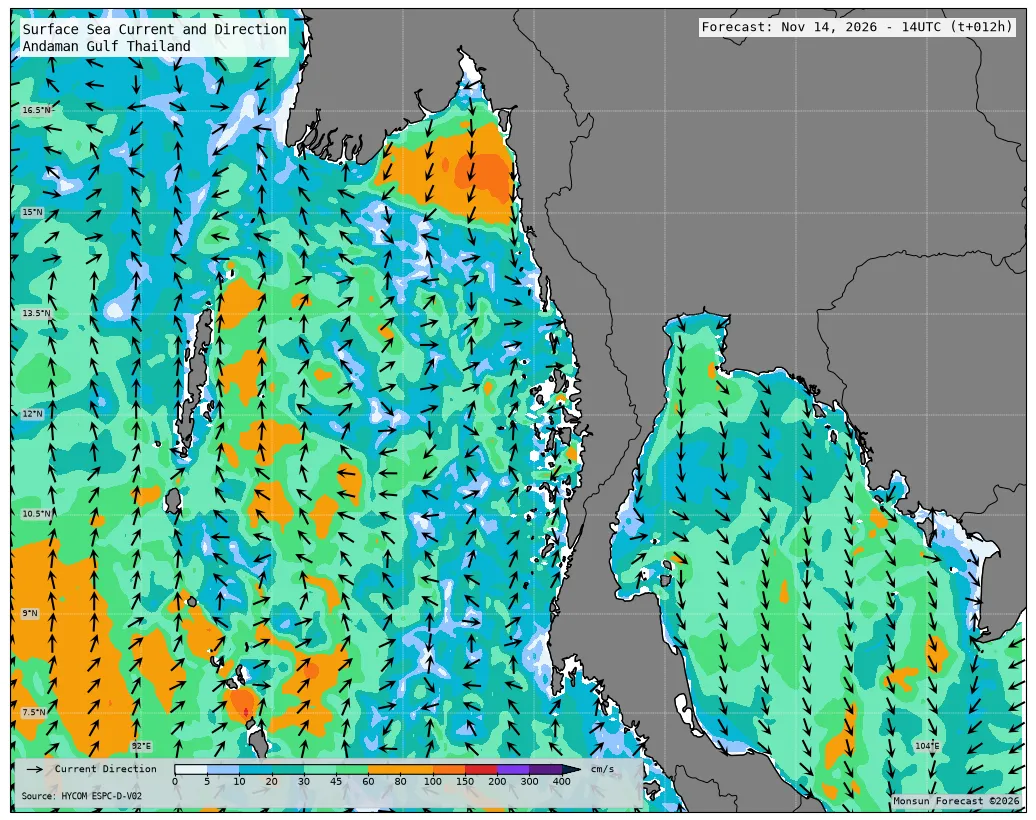 Surface Sea Current and Direction
Andaman Gulf Thailand
Forecast: Nov 14, 2026 - 14UTC (t+012h)
16.5°N
15°N
13.5°N
12°N
10.5°N
9°N
7.5°N
92°E
104°E
Current Direction
0 5 10 20 30 45 60 80 100 150 200 300 400 cm/s
Source: HYCOM ESPC-D-V02
Monsun Forecast ©2026